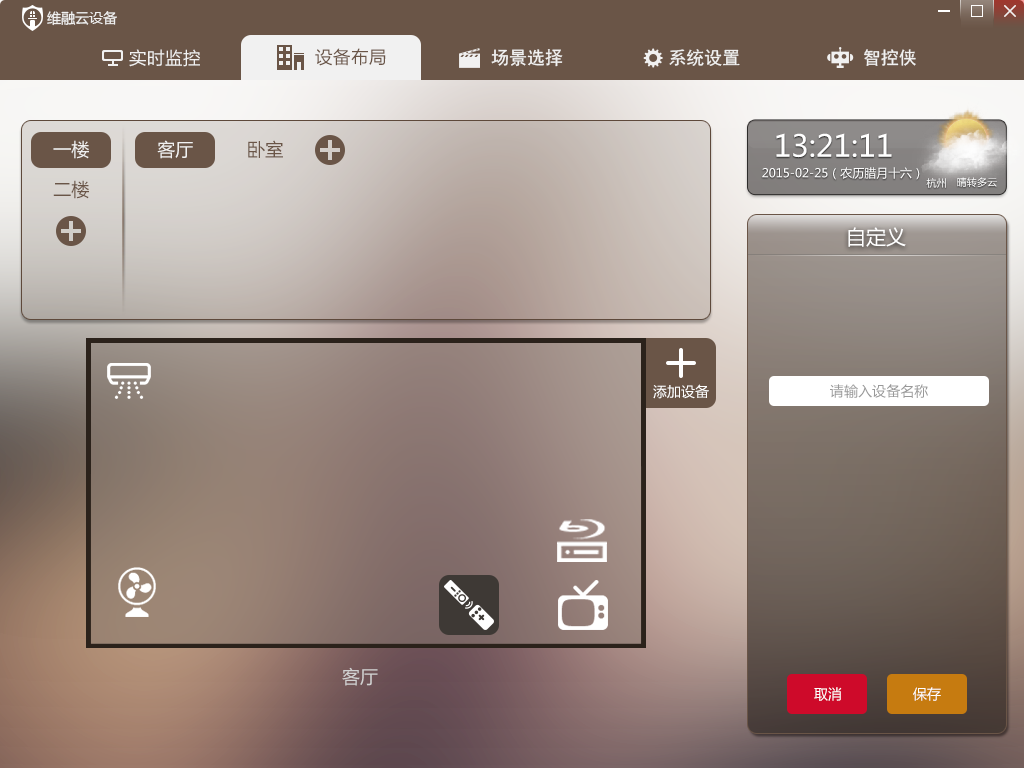 维融云设备
实时监控
设备布局
场景选择
系统设置
智控侠
一楼
客厅
卧室
二楼
13:21:11
2015-02-25 ( 农历腊月十六 )
杭州 晴转多云
自定义
添加设备
请输入设备名称
客厅
取消
保存